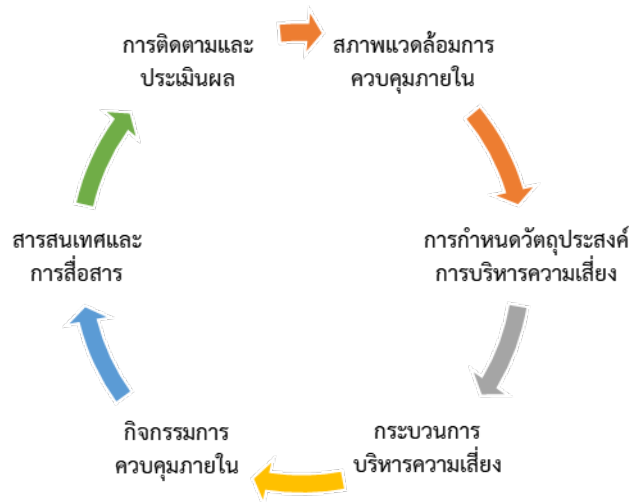 การติดตามและ
ประเมินผล
สภาพแวดล้อมการ
ควบคุมภายใน
การกำหนดวัตถุประสงค์
การบริหารความเสี่ยง
กระบวนการ
บริหารความเสี่ยง
กิจกรรมการ
ควบคุมภายใน
สารสนเทศและ
การสื่อสาร